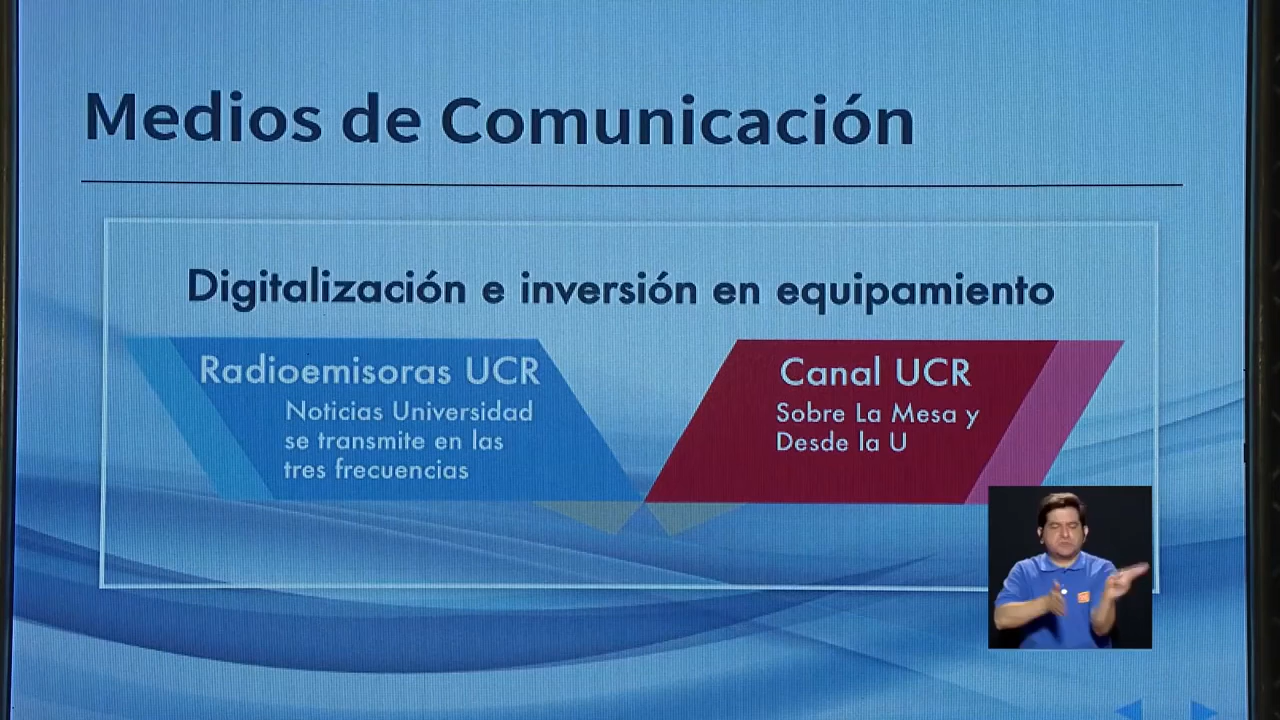 Medios de Comunicación
Digitalización e inversión en equipamiento
Radioemisoras UCR
Noticias Universidad
se transmite en las
tres frecuencias
Canal UCR
Sobre La Mesa y
Desde la U